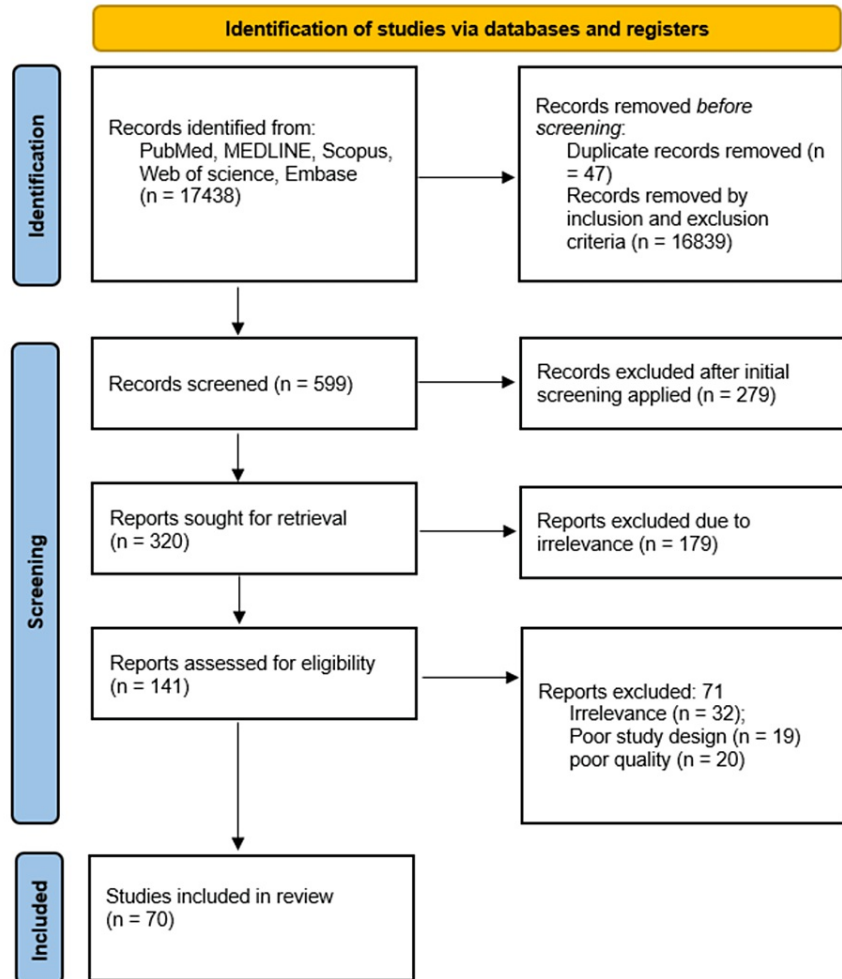 Identification of studies via databases and registers
Identification
Records identified from:
PubMed, MEDLINE, Scopus,
Web of science, Embase
(n = 17438)
Records removed before
screening:
Duplicate records removed (n
= 47)
Records removed by
inclusion and exclusion
criteria (n = 16839)
Screening
Records screened (n = 599)
Records excluded after initial
screening applied (n = 279)
Reports sought for retrieval
(n = 320)
Reports excluded due to
irrelevance (n = 179)
Reports assessed for eligibility
(n = 141)
Reports excluded: 71
Irrelevance (n = 32);
Poor study design (n = 19)
poor quality (n = 20)
Included
Studies included in review
(n = 70)